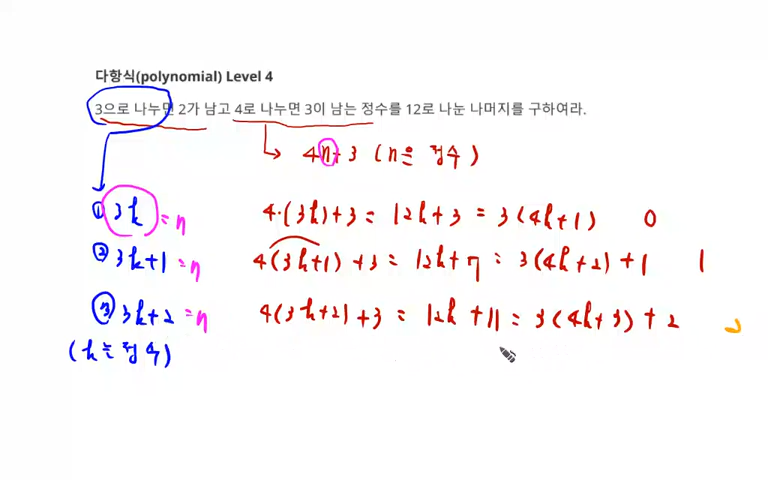 다항식(polynomial) Level 4
3으로 나누면 2가 남고 4로 나누면 3이 남는 정수를 12로 나눈 나머지를 구하여라.
4n+3 (n은 정수)
① 3k = n 4·(3k)+3 = 12k+3 = 3(4k+1) 0
② 3k+1 = n 4(3k+1)+3 = 12k+7 = 3(4k+2)+1 1
③ 3k+2 = n 4(3k+2)+3 = 12k+11 = 3(4k+3)+2
(k는 정수)